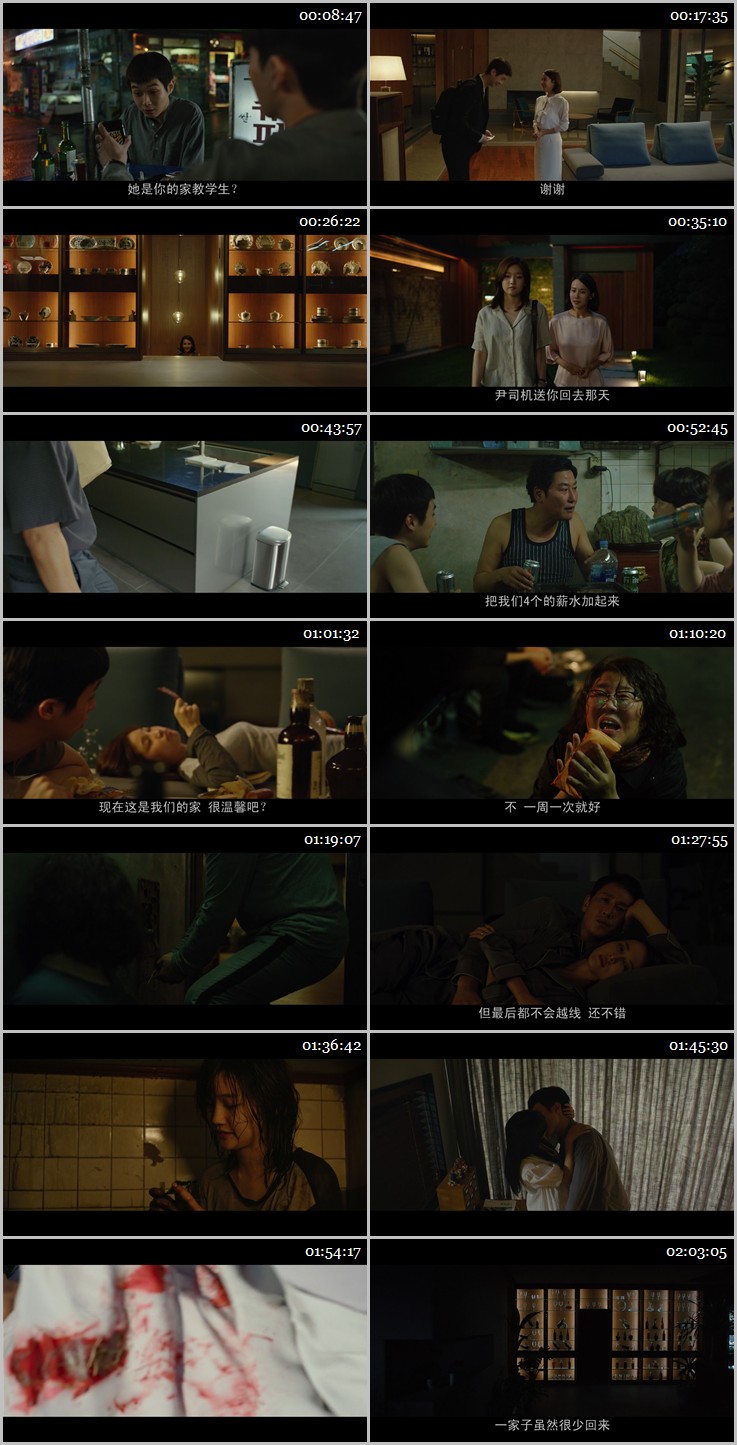 00:08:47
她是你的家教学生?
00:17:35
谢谢
00:26:22
00:35:10
尹司机送你回去那天
00:43:57
00:52:45
把我们4个的薪水加起来
01:01:32
现在这是我们的家 很温馨吧?
01:10:20
不 一周一次就好
01:19:07
01:27:55
但最后都不会越线 还不错
01:36:42
01:45:30
01:54:17
02:03:05
一家子虽然很少回来